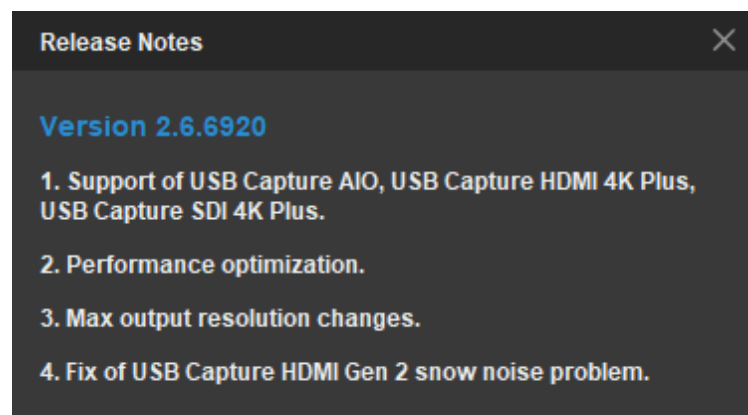 Release Notes
Version 2.6.6920
1. Support of USB Capture AIO, USB Capture HDMI 4K Plus,
USB Capture SDI 4K Plus.
2. Performance optimization.
3. Max output resolution changes.
4. Fix of USB Capture HDMI Gen 2 snow noise problem.